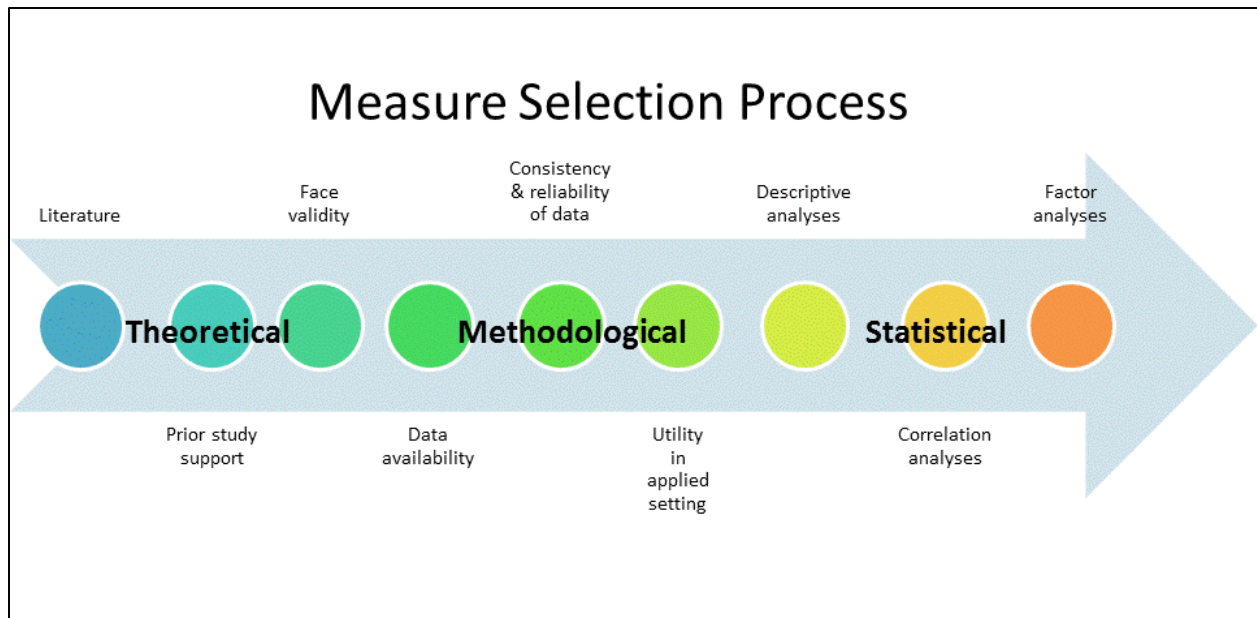 Measure Selection Process
Literature
Face
validity
Consistency
& reliability
of data
Descriptive
analyses
Factor
analyses
Theoretical
Methodological
Statistical
Prior study
support
Data
availability
Utility
in
applied
setting
Correlation
analyses